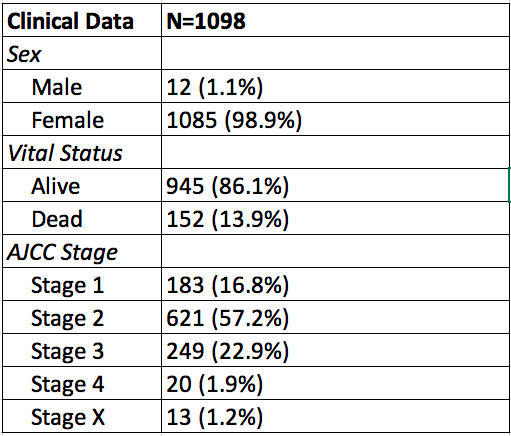 Clinical Data N=1098
Sex
Male 12 (1.1%)
Female 1085 (98.9%)
Vital Status
Alive 945 (86.1%)
Dead 152 (13.9%)
AJCC Stage
Stage 1 183 (16.8%)
Stage 2 621 (57.2%)
Stage 3 249 (22.9%)
Stage 4 20 (1.9%)
Stage X 13 (1.2%)